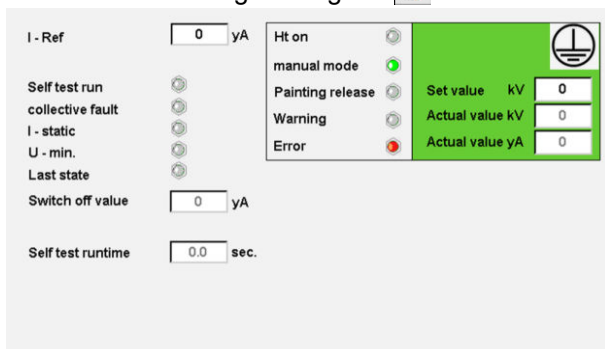 I - Ref 0 yA
Self test run
collective fault
I - static
U - min.
Last state
Switch off value 0 yA
Self test runtime 0.0 sec.
Ht on
manual mode
Painting release
Warning
Error
Set value kV 0
Actual value kV 0
Actual value yA 0